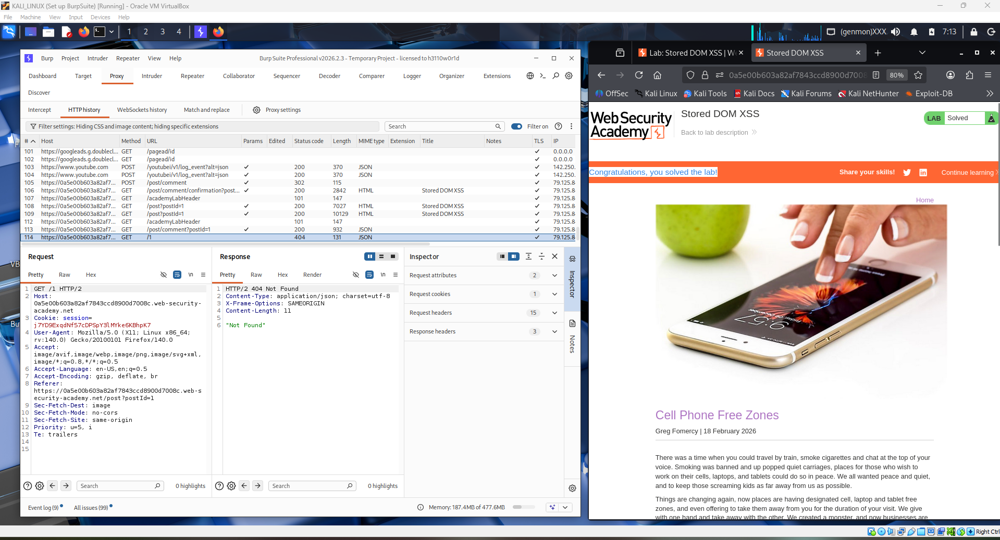 KALI_LINUX (Set up BurpSuite) [Running] - Oracle VM VirtualBox
File Machine View Input Devices Help
1 2 3 4 (genmon)XXX 7:13
Burp Project Intruder Repeater View Help Burp Suite Professional v2026.2.3 - Temporary Project - licensed to h3110w0r1d
Dashboard Target Proxy Intruder Repeater Collaborator Sequencer Decoder Comparer Logger Organizer Extensions
Discover
Intercept HTTP history WebSockets history Match and replace Proxy settings
Filter settings: Hiding CSS and image content; hiding specific extensions Search Filter on
# Host Method URL Params Edited Status code Length MIME type Extension Title Notes TLS IP
101 https://googleads.g.doublecl... GET /pagead/id ✓ 0.0.0.0
102 https://googleads.g.doublecl... GET /pagead/id ✓ 0.0.0.0
103 https://www.youtube.com POST /youtubei/v1/log_event?alt=json ✓ 200 370 JSON ✓ 142.250.
104 https://www.youtube.com POST /youtubei/v1/log_event?alt=json ✓ 200 370 JSON ✓ 142.250.
105 https://0a5e00b603a82af7... POST /post/comment ✓ 302 115 ✓ 79.125.8
106 https://0a5e00b603a82af7... GET /post/comment/confirmation?post... ✓ 200 2842 HTML Stored DOM XSS ✓ 79.125.8
107 https://0a5e00b603a82af7... GET /academyLabHeader 101 147 ✓ 79.125.8
108 https://0a5e00b603a82af7... GET /post?postId=1 ✓ 200 7027 HTML Stored DOM XSS ✓ 79.125.8
109 https://0a5e00b603a82af7... GET /post?postId=1 ✓ 200 10129 HTML Stored DOM XSS ✓ 79.125.8
112 https://0a5e00b603a82af7... GET /academyLabHeader 101 147 ✓ 79.125.8
113 https://0a5e00b603a82af7... GET /post/comment?postId=1 ✓ 200 932 JSON ✓ 79.125.8
114 https://0a5e00b603a82af7... GET /1 404 131 JSON ✓ 79.125.8
Request
Pretty Raw Hex \n
1 GET /1 HTTP/2
2 Host:
0a5e00b603a82af7843ccd8900d7008c.web-security-
academy.net
3 Cookie: session=
j7YD9ExqdNf57cDPSpY3lMYke6KBhpK7
4 User-Agent: Mozilla/5.0 (X11; Linux x86_64;
rv:140.0) Gecko/20100101 Firefox/140.0
5 Accept:
image/avif,image/webp,image/png,image/svg+xml,
image/*;q=0.8,*/*;q=0.5
6 Accept-Language: en-US,en;q=0.5
7 Accept-Encoding: gzip, deflate, br
8 Referer:
https://0a5e00b603a82af7843ccd8900d7008c.web-s
ecurity-academy.net/post?postId=1
9 Sec-Fetch-Dest: image
10 Sec-Fetch-Mode: no-cors
11 Sec-Fetch-Site: same-origin
12 Priority: u=5, i
13 Te: trailers
14
15
Search 0 highlights
Response
Pretty Raw Hex Render \n
1 HTTP/2 404 Not Found
2 Content-Type: application/json; charset=utf-8
3 X-Frame-Options: SAMEORIGIN
4 Content-Length: 11
5
6 "Not Found"
Search 0 highlights
Inspector
Request attributes 2
Request cookies 1
Request headers 15
Response headers 3
Inspector
Notes
Event log (9) All issues (99) Memory: 187.4MB of 477.6MB
Lab: Stored DOM XSS | We Stored DOM XSS
0a5e00b603a82af7843ccd8900d7008 80%
OffSec Kali Linux Kali Tools Kali Docs Kali Forums Kali NetHunter Exploit-DB
Web Security
Academy
Stored DOM XSS
Back to lab description
LAB Solved
Congratulations, you solved the lab! Share your skills! Continue learning
Home
9:57
Cell Phone Free Zones
Greg Fomercy | 18 February 2026
There was a time when you could travel by train, smoke cigarettes and chat at the top of your
voice. Smoking was banned and up popped quiet carriages, places for those who wish to
work on their cells, laptops, and tablets could do so in peace. We all wanted peace and quiet,
and to keep those screaming kids as far away from us as possible.
Things are changing again, now places are having designated cell, laptop and tablet free
zones, and even offering to take them away from you for the duration of your visit. We give
with one hand and take away with the other. We created a monster, and now businesses are
VB
Bu
Right Ctrl